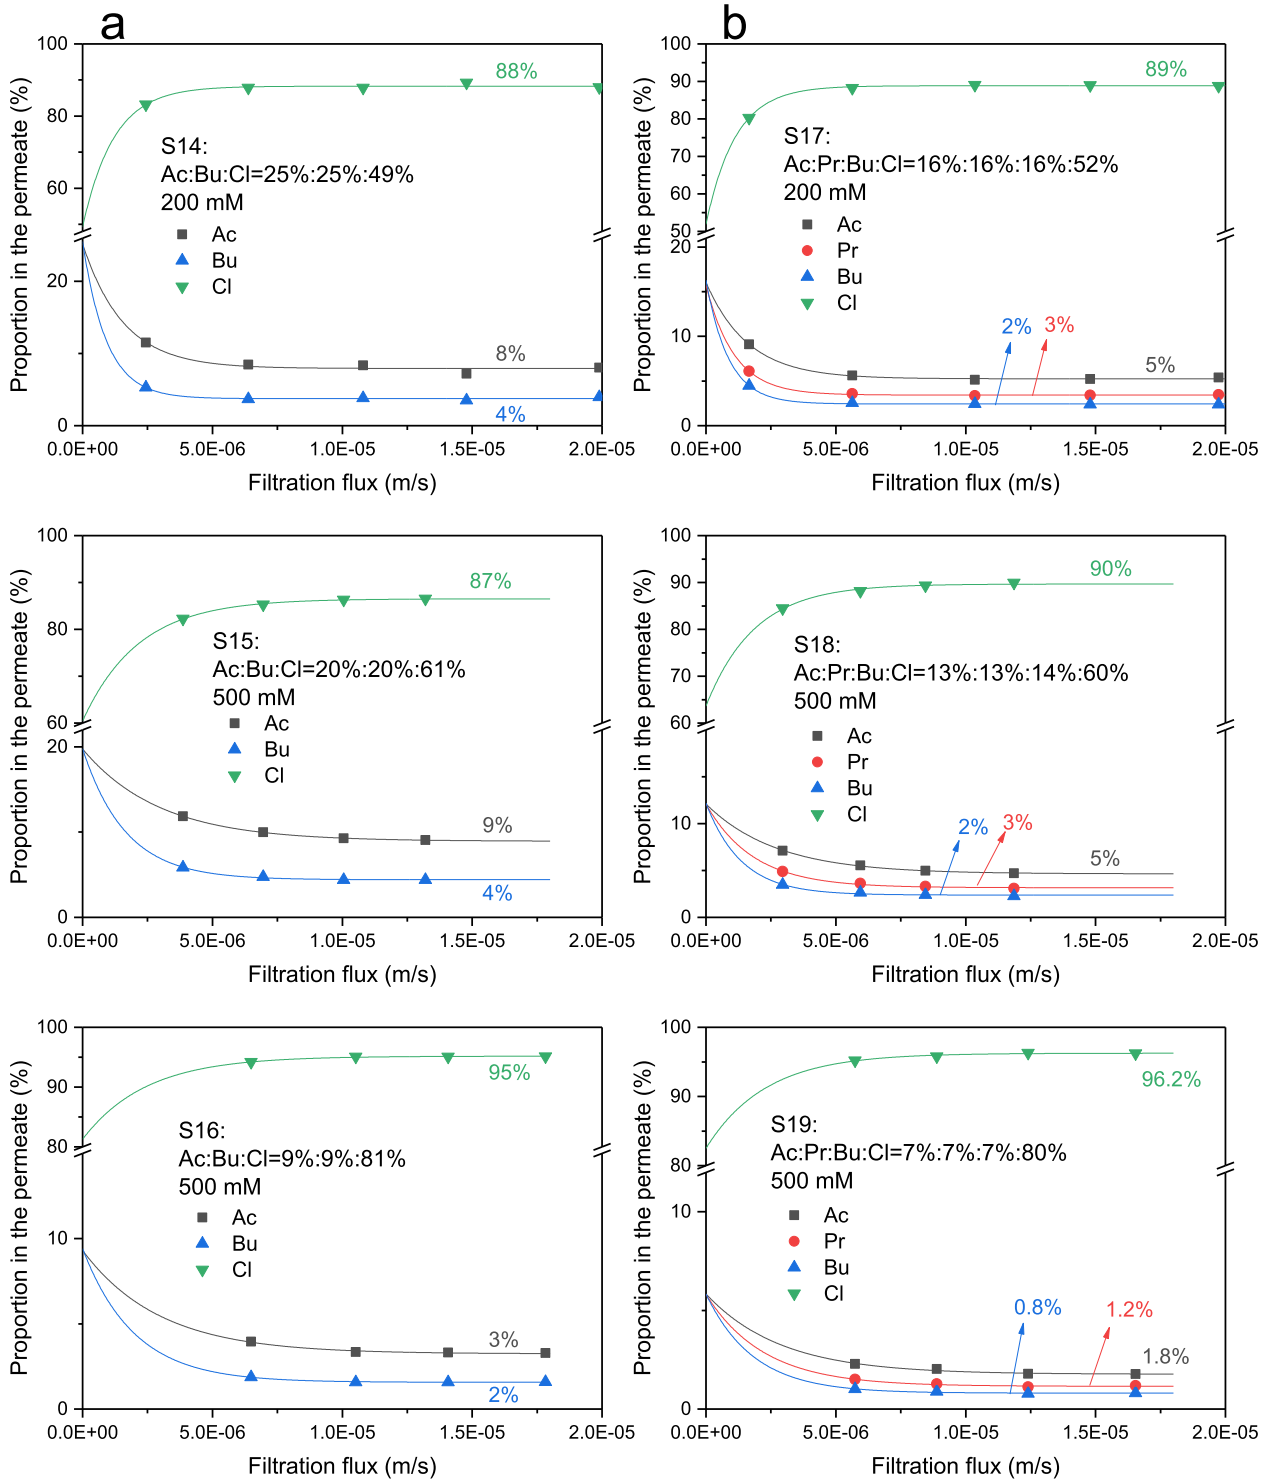 a
100
80
60
20
0
Proportion in the permeate (%)
88%
S14:
Ac:Bu:Cl=25%:25%:49%
200 mM
Ac
Bu
Cl
8%
4%
0.0E+00 5.0E-06 1.0E-05 1.5E-05 2.0E-05
Filtration flux (m/s)
b
100
90
80
70
60
50
20
10
0
Proportion in the permeate (%)
89%
S17:
Ac:Pr:Bu:Cl=16%:16%:16%:52%
200 mM
Ac
Pr
Bu
Cl
2% 3%
5%
0.0E+00 5.0E-06 1.0E-05 1.5E-05 2.0E-05
Filtration flux (m/s)
100
80
60
20
0
Proportion in the permeate (%)
87%
S15:
Ac:Bu:Cl=20%:20%:61%
500 mM
Ac
Bu
Cl
9%
4%
0.0E+00 5.0E-06 1.0E-05 1.5E-05 2.0E-05
Filtration flux (m/s)
100
90
80
70
60
10
0
Proportion in the permeate (%)
90%
S18:
Ac:Pr:Bu:Cl=13%:13%:14%:60%
500 mM
Ac
Pr
Bu
Cl
2% 3%
5%
0.0E+00 5.0E-06 1.0E-05 1.5E-05 2.0E-05
Filtration flux (m/s)
100
90
80
10
0
Proportion in the permeate (%)
95%
S16:
Ac:Bu:Cl=9%:9%:81%
500 mM
Ac
Bu
Cl
3%
2%
0.0E+00 5.0E-06 1.0E-05 1.5E-05 2.0E-05
Filtration flux (m/s)
100
90
80
10
0
Proportion in the permeate (%)
96.2%
S19:
Ac:Pr:Bu:Cl=7%:7%:7%:80%
500 mM
Ac
Pr
Bu
Cl
0.8% 1.2%
1.8%
0.0E+00 5.0E-06 1.0E-05 1.5E-05 2.0E-05
Filtration flux (m/s)